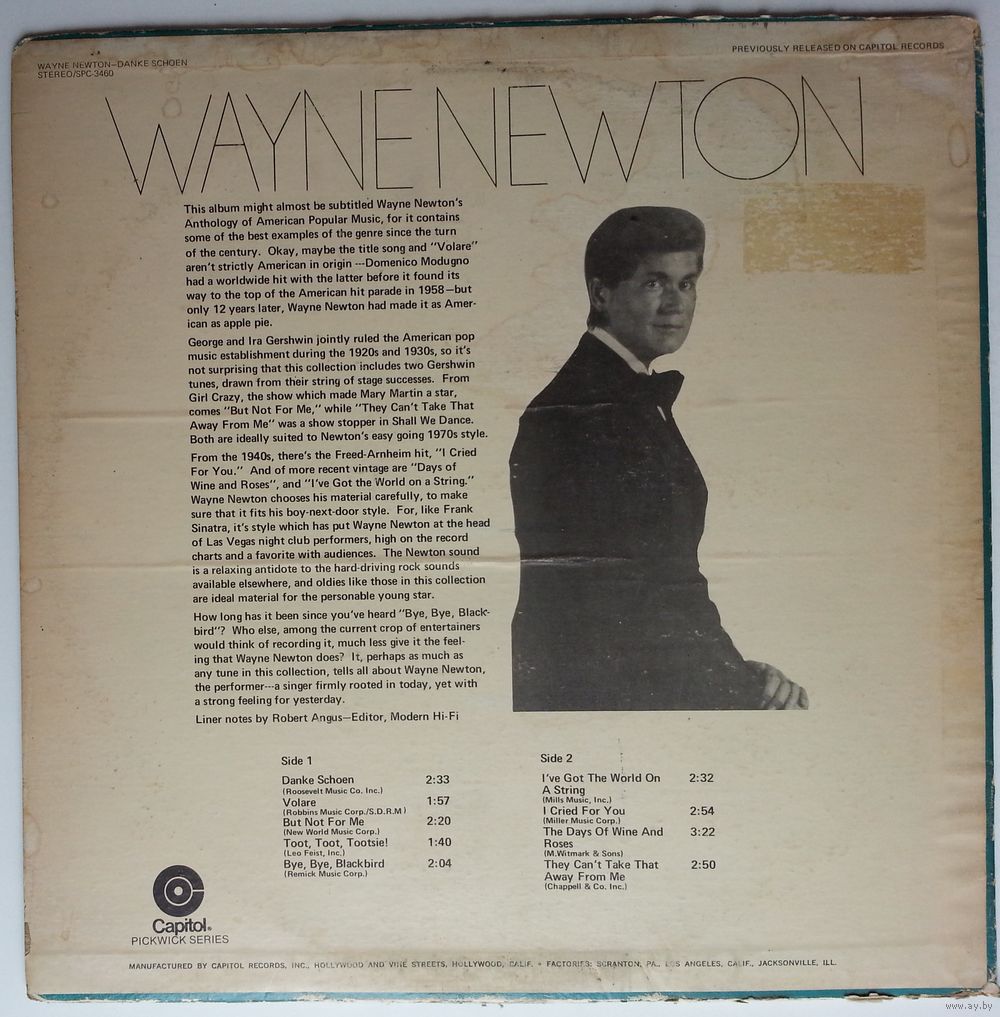 WAYNE NEWTON—DANKE SCHOEN
STEREO/SPC-3460
PREVIOUSLY RELEASED ON CAPITOL RECORDS
WAYNE NEWTON
This album might almost be subtitled Wayne Newton's
Anthology of American Popular Music, for it contains
some of the best examples of the genre since the turn
of the century. Okay, maybe the title song and "Volare"
aren't strictly American in origin ---Domenico Modugno
had a worldwide hit with the latter before it found its
way to the top of the American hit parade in 1958—but
only 12 years later, Wayne Newton had made it as Amer-
ican as apple pie.
George and Ira Gershwin jointly ruled the American pop
music establishment during the 1920s and 1930s, so it's
not surprising that this collection includes two Gershwin
tunes, drawn from their string of stage successes. From
Girl Crazy, the show which made Mary Martin a star,
comes "But Not For Me," while "They Can't Take That
Away From Me" was a show stopper in Shall We Dance.
Both are ideally suited to Newton's easy going 1970s style.
From the 1940s, there's the Freed-Arnheim hit, "I Cried
For You." And of more recent vintage are "Days of
Wine and Roses", and "I've Got the World on a String."
Wayne Newton chooses his material carefully, to make
sure that it fits his boy-next-door style. For, like Frank
Sinatra, it's style which has put Wayne Newton at the head
of Las Vegas night club performers, high on the record
charts and a favorite with audiences. The Newton sound
is a relaxing antidote to the hard-driving rock sounds
available elsewhere, and oldies like those in this collection
are ideal material for the personable young star.
How long has it been since you've heard "Bye, Bye, Black-
bird"? Who else, among the current crop of entertainers
would think of recording it, much less give it the feel-
ing that Wayne Newton does? It, perhaps as much as
any tune in this collection, tells all about Wayne Newton,
the performer---a singer firmly rooted in today, yet with
a strong feeling for yesterday.
Liner notes by Robert Angus—Editor, Modern Hi-Fi
Side 1
Danke Schoen 2:33
(Roosevelt Music Co. Inc.)
Volare 1:57
(Robbins Music Corp./S.D.R.M)
But Not For Me 2:20
(New World Music Corp.)
Toot, Toot, Tootsie! 1:40
(Leo Feist, Inc.)
Bye, Bye, Blackbird 2:04
(Remick Music Corp.)
Side 2
I've Got The World On 2:32
A String
(Mills Music, Inc.)
I Cried For You 2:54
(Miller Music Corp.)
The Days Of Wine And 3:22
Roses
(M.Witmark & Sons)
They Can't Take That 2:50
Away From Me
(Chappell & Co. Inc.)
Capitol®
PICKWICK SERIES
MANUFACTURED BY CAPITOL RECORDS, INC., HOLLYWOOD AND VINE STREETS, HOLLYWOOD, CALIF. • FACTORIES: SCRANTON, PA., LOS ANGELES, CALIF., JACKSONVILLE, ILL.
www.ay.by